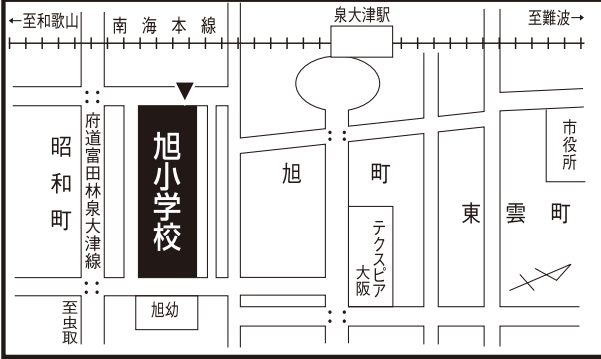 ←至和歌山
南海本線
泉大津駅
至難波→
昭和町
府道富田林泉大津線
旭小学校
旭町
市役所
東雲町
テクスピア
大阪
旭幼
至虫取